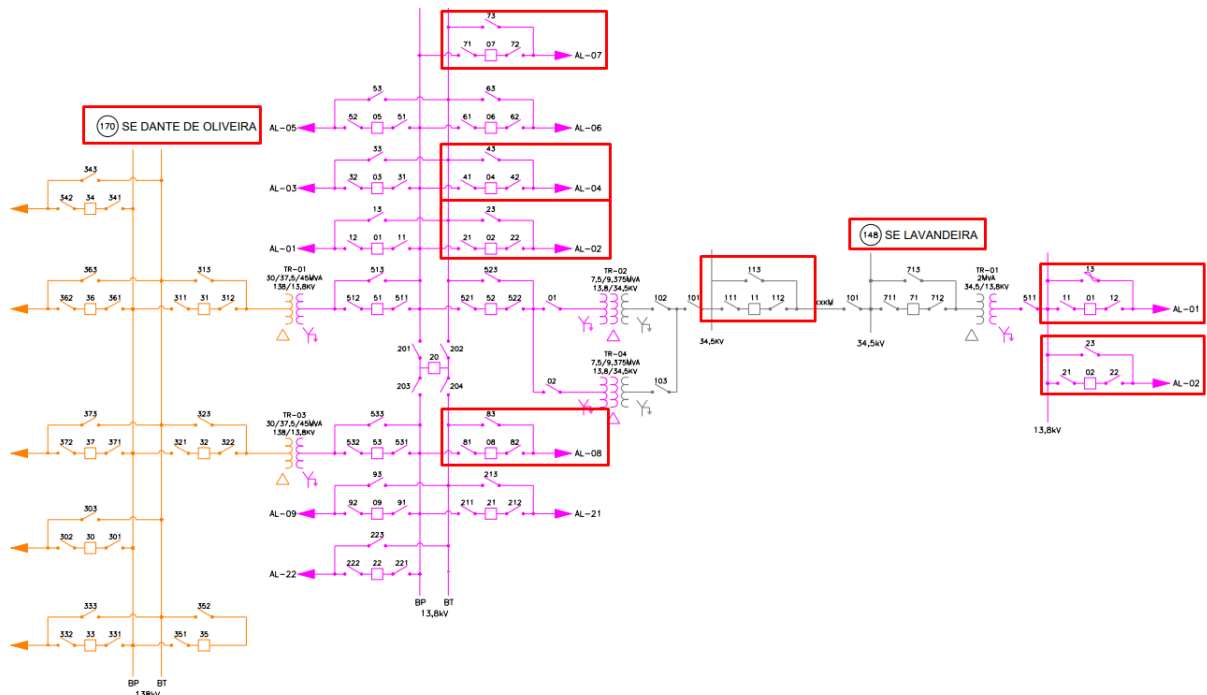 73
71 07 72
AL-07
53 63
52 05 51 61 06 62
AL-05 AL-06
170 SE DANTE DE OLIVEIRA
33 43
32 03 31 41 04 42
AL-03 AL-04
343
342 34 341
13 23
12 01 11 21 02 22
AL-01 AL-02
148 SE LAVANDEIRA
363 313
TR-01
30/37,5/45MVA
138/13,8KV
513 523
TR-02
7,5/9,375MVA
13,8/34,5KV
113
713
TR-01
2MVA
34,5/13,8KV
13
362 36 361 311 31 312
512 51 511 521 52 522
01
102 101
111 11 112
101
711 71 712
511
11 01 12
AL-01
34,5KV
34,5KV
201 202
20
203 204
TR-04
7,5/9,375MVA
13,8/34,5KV
02
103
23
21 02 22
AL-02
13,8kV
373 323
TR-03
30/37,5/45MVA
138/13,8KV
533 83
372 37 371 321 32 322
532 53 531 81 08 82
AL-08
93 213
92 09 91 211 21 212
AL-09 AL-21
303
302 30 301
223
222 22 221
AL-22
BP BT
13,8kV
333 352
332 33 331 351 35
BP BT
138kV